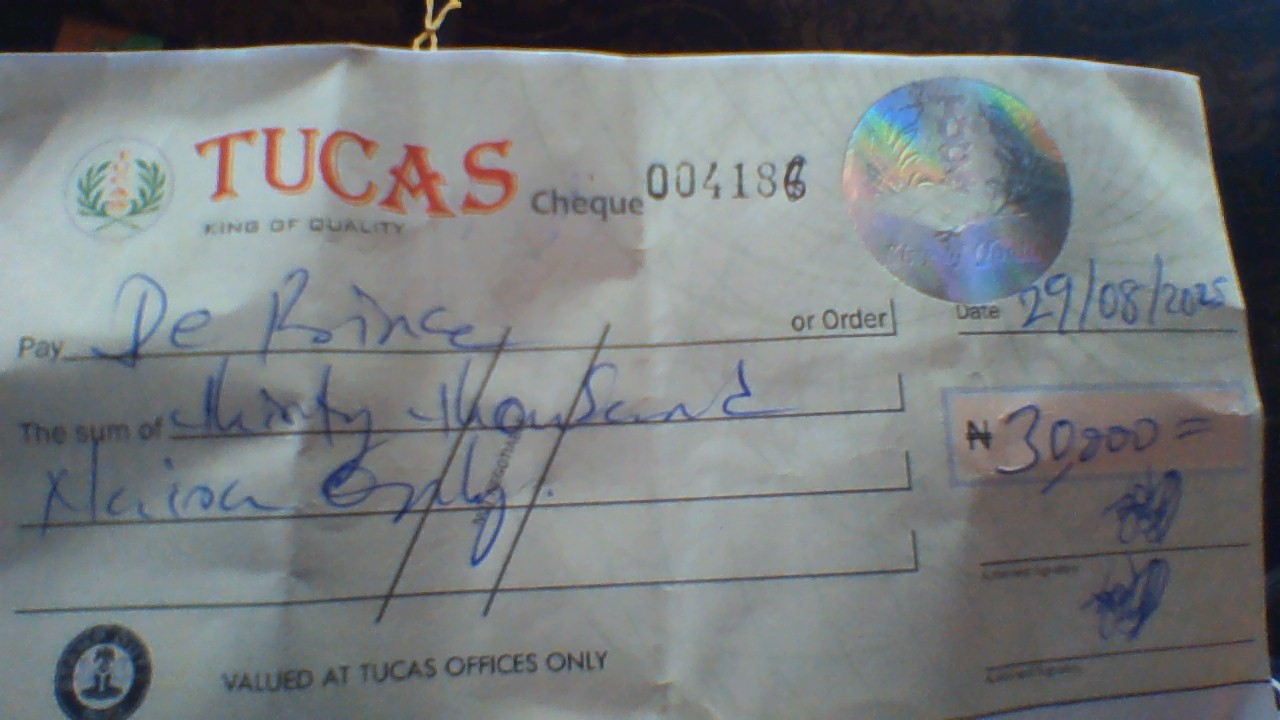 TUCAS
KING OF QUALITY
Cheque 004186
Date 29/08/2025
Pay De Prince or Order
The sum of thirty thousand
Naira Only.
₦ 30,000 =
VALUED AT TUCAS OFFICES ONLY